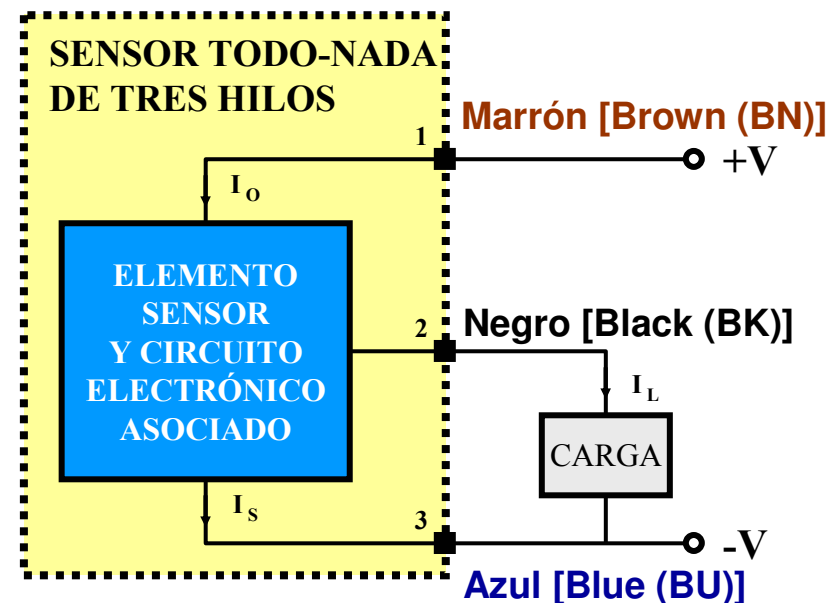 SENSOR TODO-NADA
DE TRES HILOS
Marrón [Brown (BN)]
1
+V
I O
ELEMENTO
SENSOR
Y CIRCUITO
ELECTRÓNICO
ASOCIADO
2
Negro [Black (BK)]
I L
CARGA
I S
3
-V
Azul [Blue (BU)]